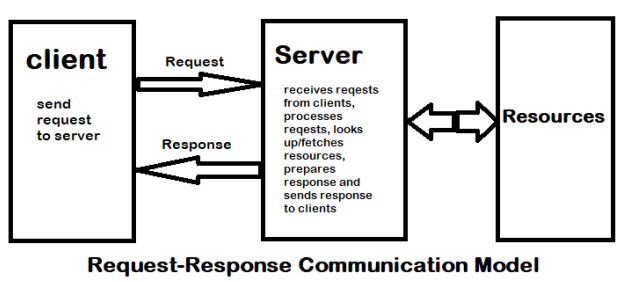 client
send
request
to server
Request
Response
Server
receives reqests
from clients,
processes
reqests, looks
up/fetches
resources,
prepares
response and
sends response
to clients
Resources
Request-Response Communication Model